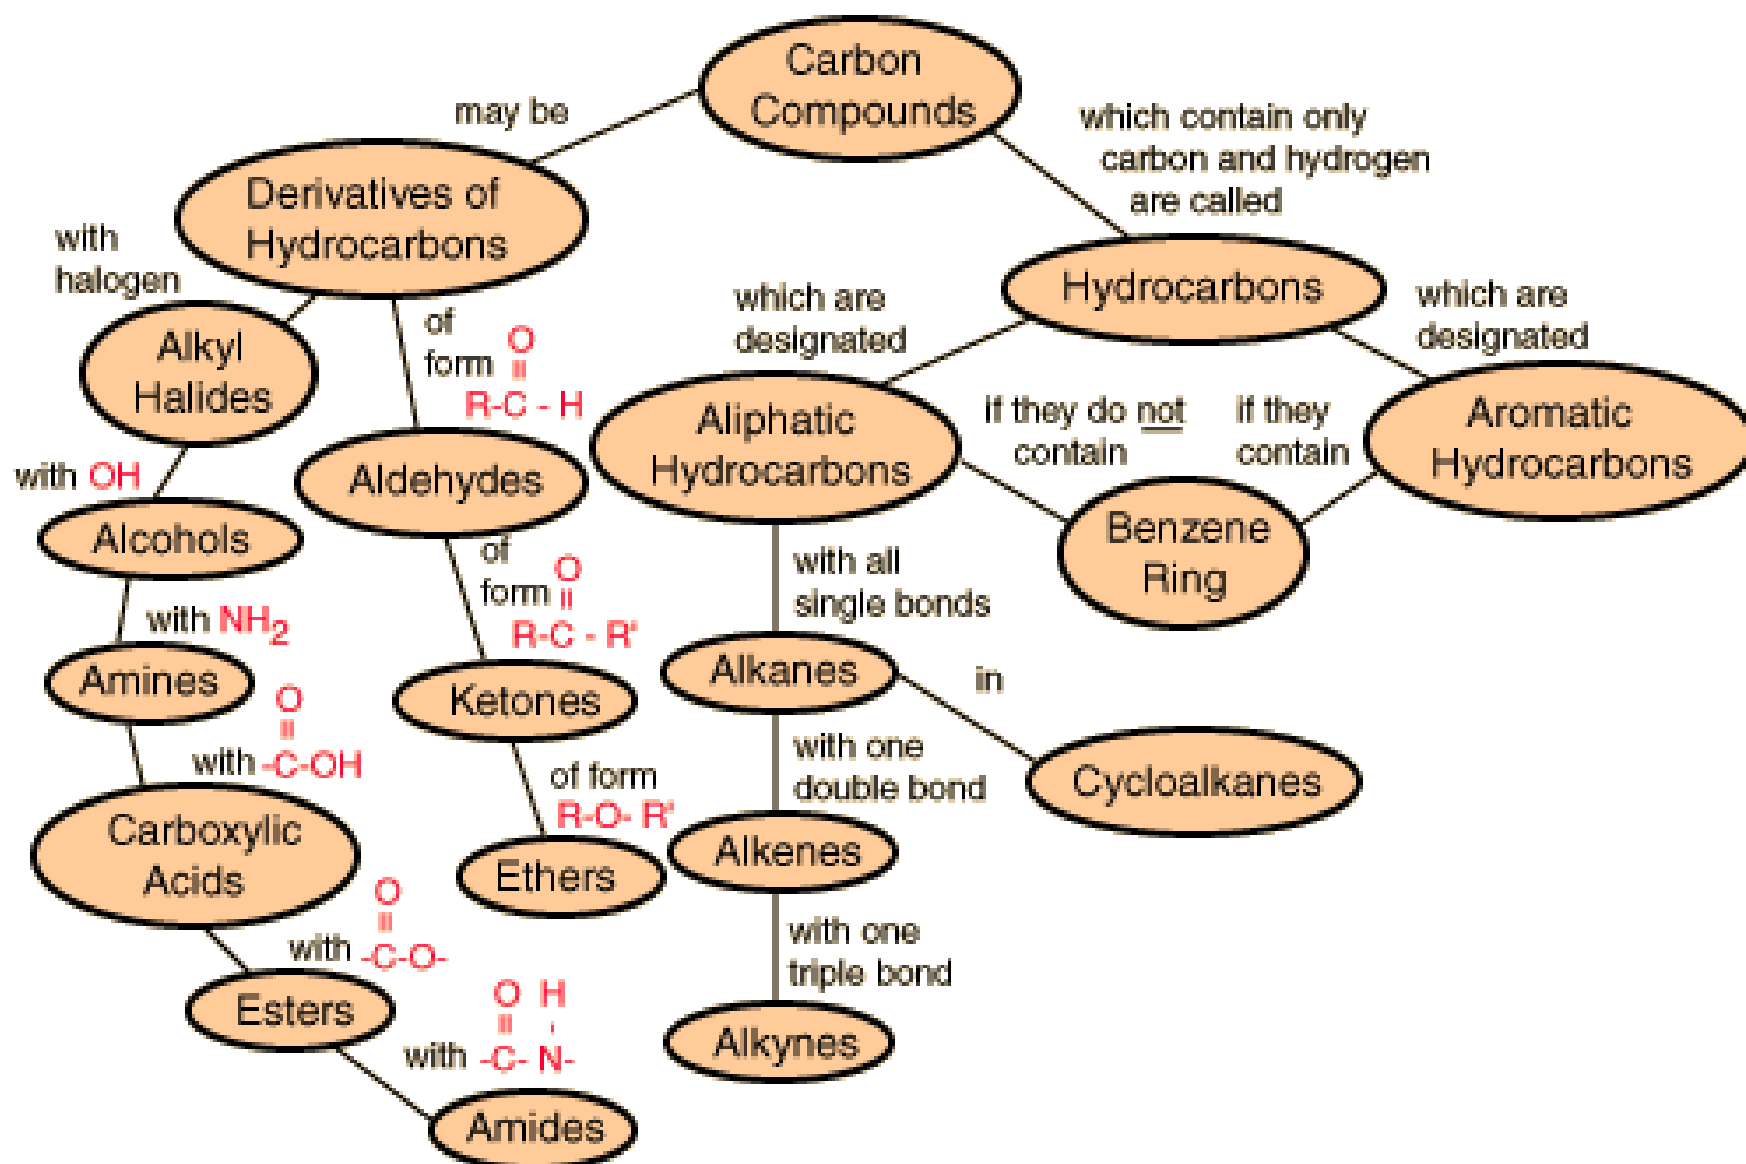 Carbon
Compounds
may be
which contain only
carbon and hydrogen
are called
Derivatives of
Hydrocarbons
Hydrocarbons
with
halogen
Alkyl
Halides
of
form
O
R-C - H
which are
designated
which are
designated
Aliphatic
Hydrocarbons
if they do not
contain
if they
contain
Aromatic
Hydrocarbons
Benzene
Ring
with OH
Alcohols
Aldehydes
of
form
O
R-C - R'
with all
single bonds
with NH2
Amines
Ketones
Alkanes
in
Cycloalkanes
O
with -C-OH
Carboxylic
Acids
of form
R-O- R'
Ethers
with one
double bond
Alkenes
O
with -C-O-
Esters
with one
triple bond
Alkynes
O H
with -C- N-
Amides